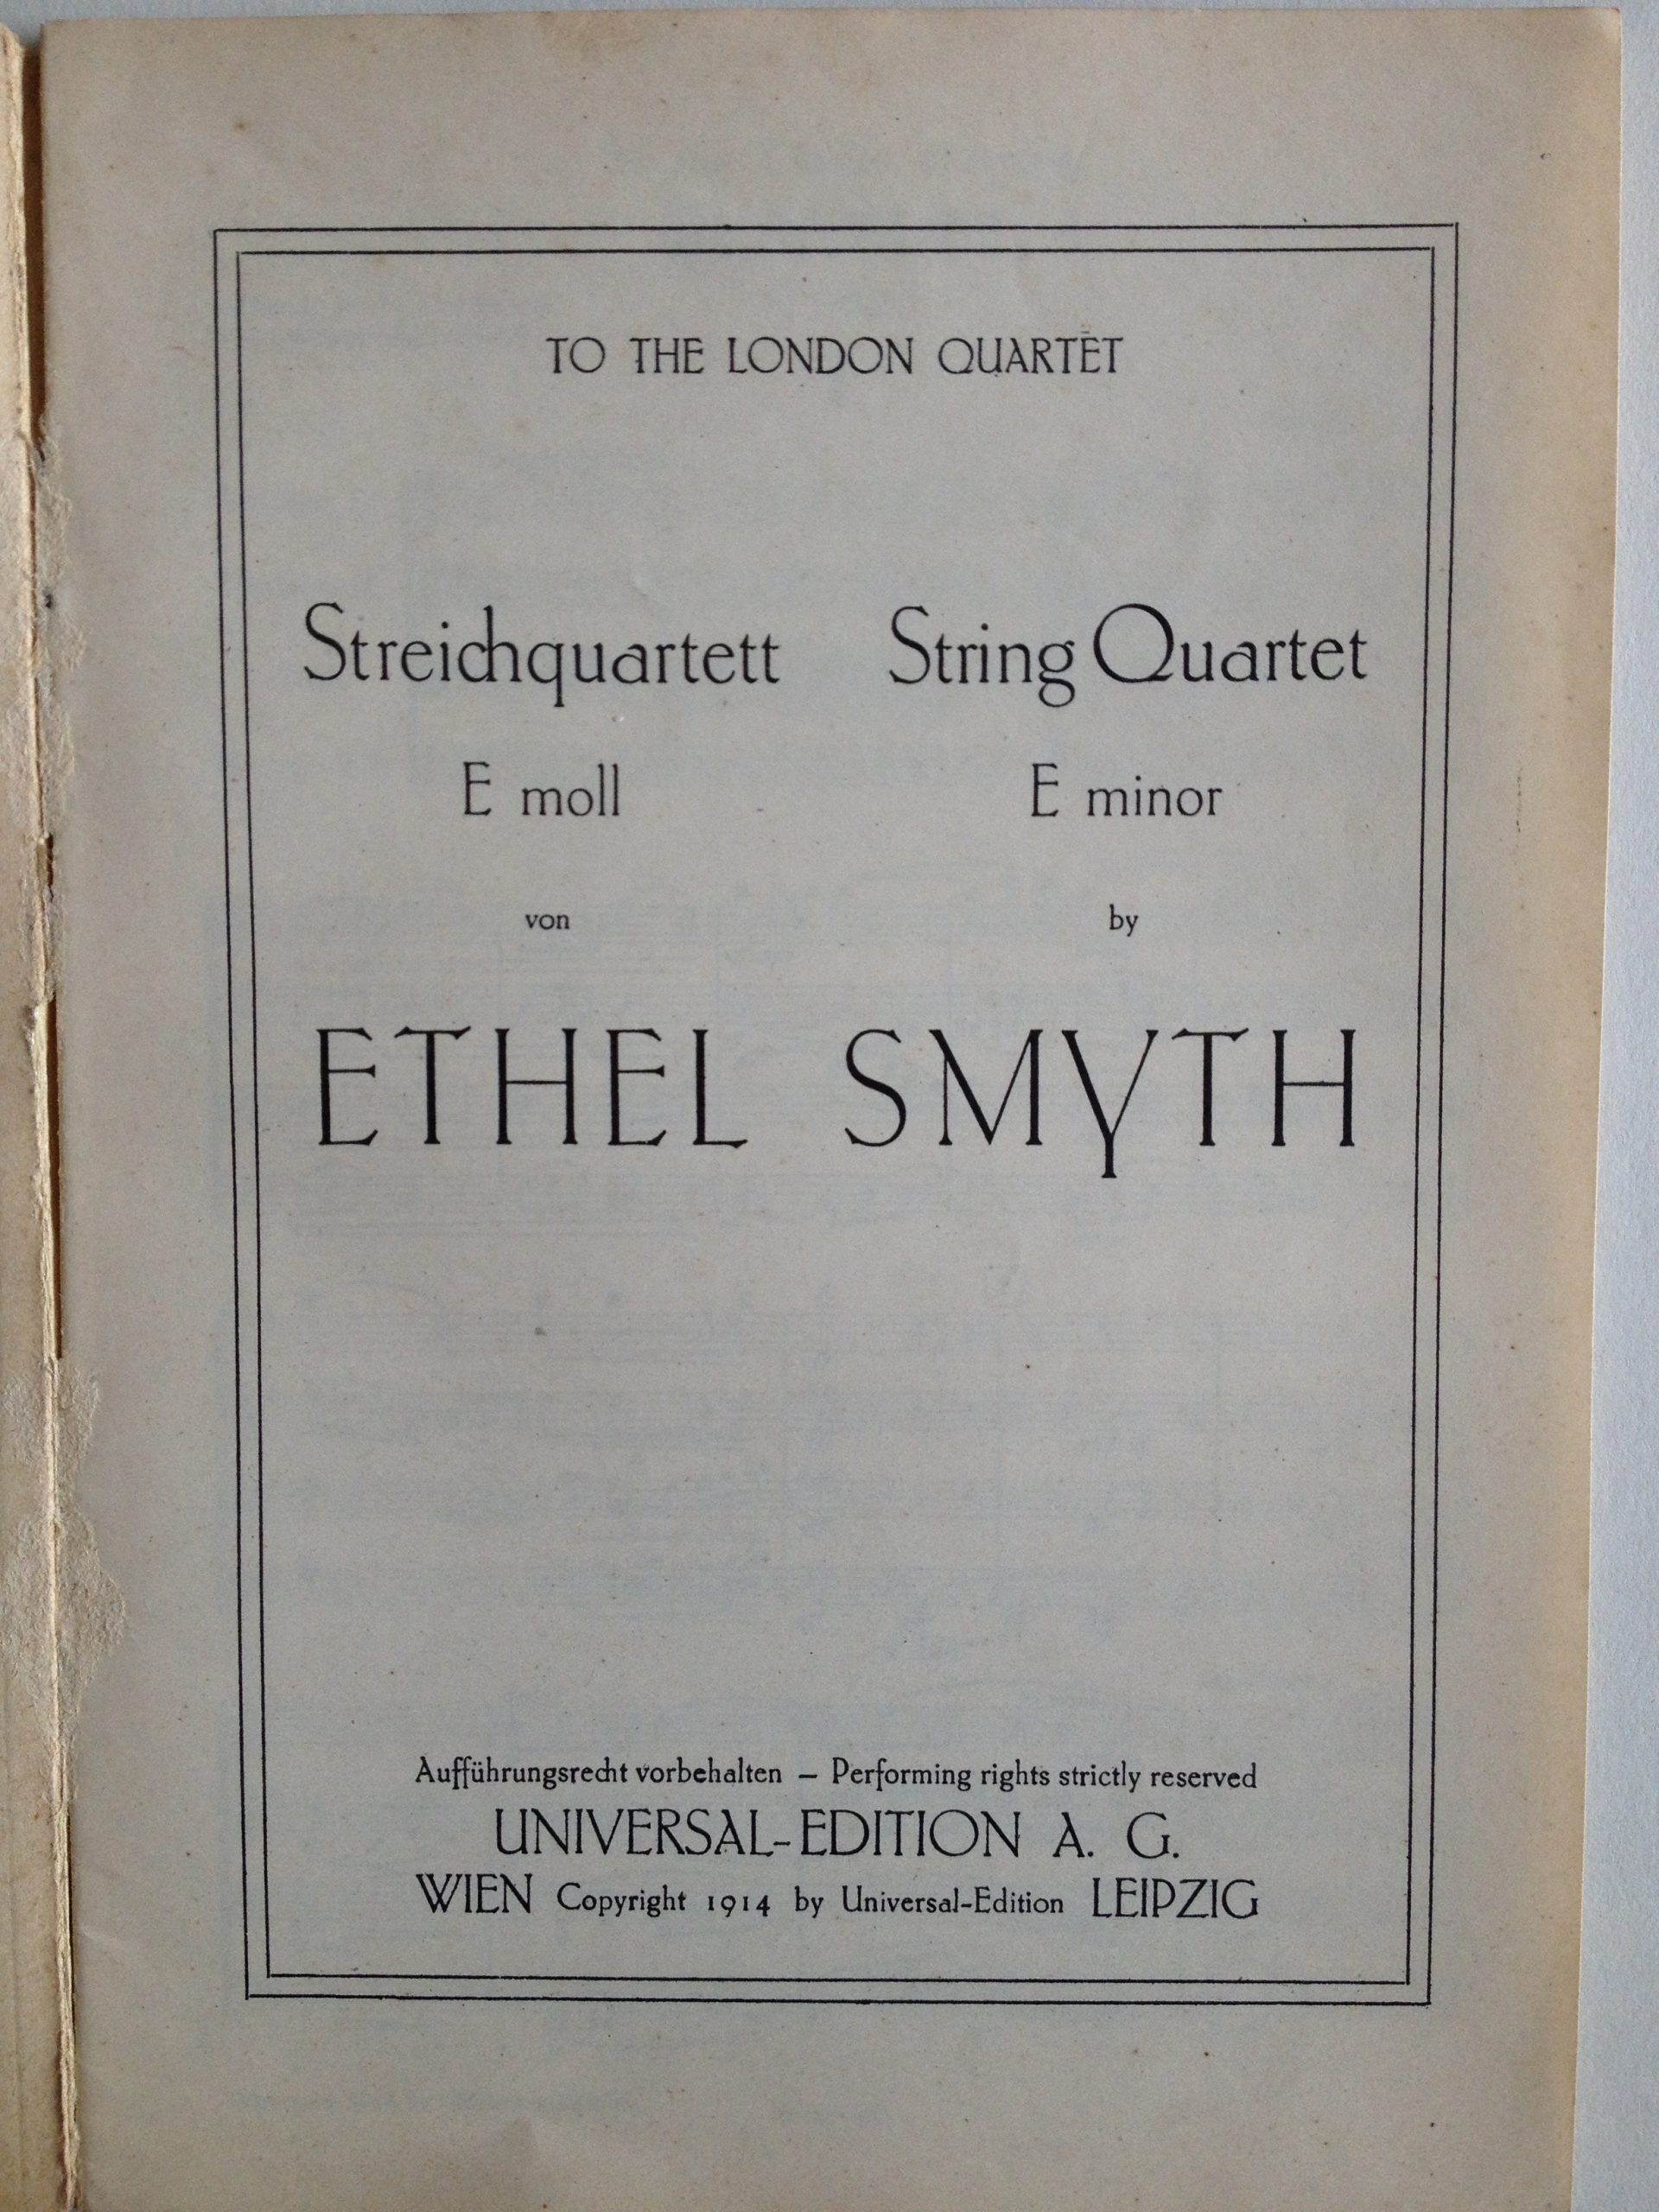 TO THE LONDON QUARTET
Streichquartett String Quartet
E moll E minor
von by
ETHEL SMYTH
Aufführungsrecht vorbehalten – Performing rights strictly reserved
UNIVERSAL-EDITION A. G.
WIEN Copyright 1914 by Universal-Edition LEIPZIG